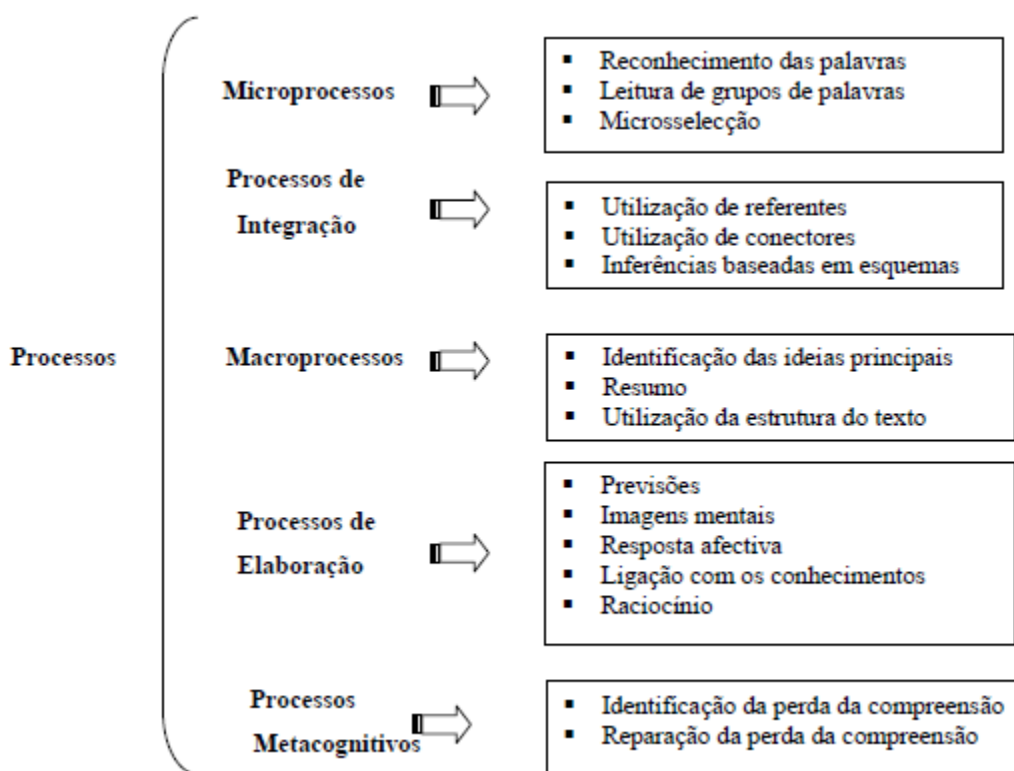 Processos
Microprocessos
▪ Reconhecimento das palavras
▪ Leitura de grupos de palavras
▪ Microsselecção
Processos de
Integração
▪ Utilização de referentes
▪ Utilização de conectores
▪ Inferências baseadas em esquemas
Macroprocessos
▪ Identificação das ideias principais
▪ Resumo
▪ Utilização da estrutura do texto
Processos de
Elaboração
▪ Previsões
▪ Imagens mentais
▪ Resposta afectiva
▪ Ligação com os conhecimentos
▪ Raciocínio
Processos
Metacognitivos
▪ Identificação da perda da compreensão
▪ Reparação da perda da compreensão